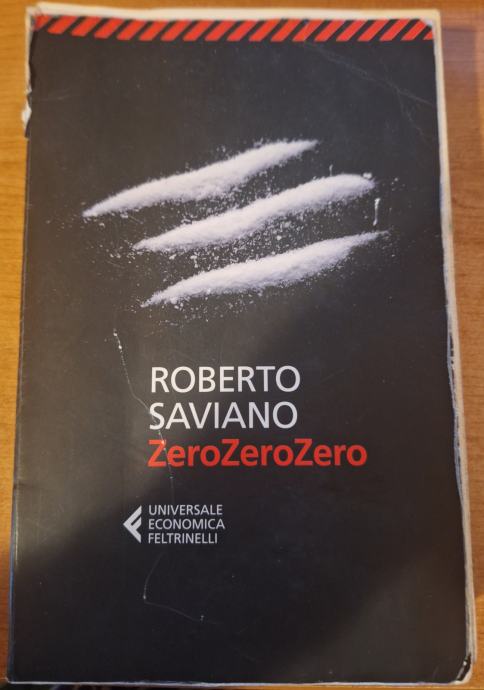 ROBERTO
SAVIANO
ZeroZeroZero
UNIVERSALE
ECONOMICA
FELTRINELLI